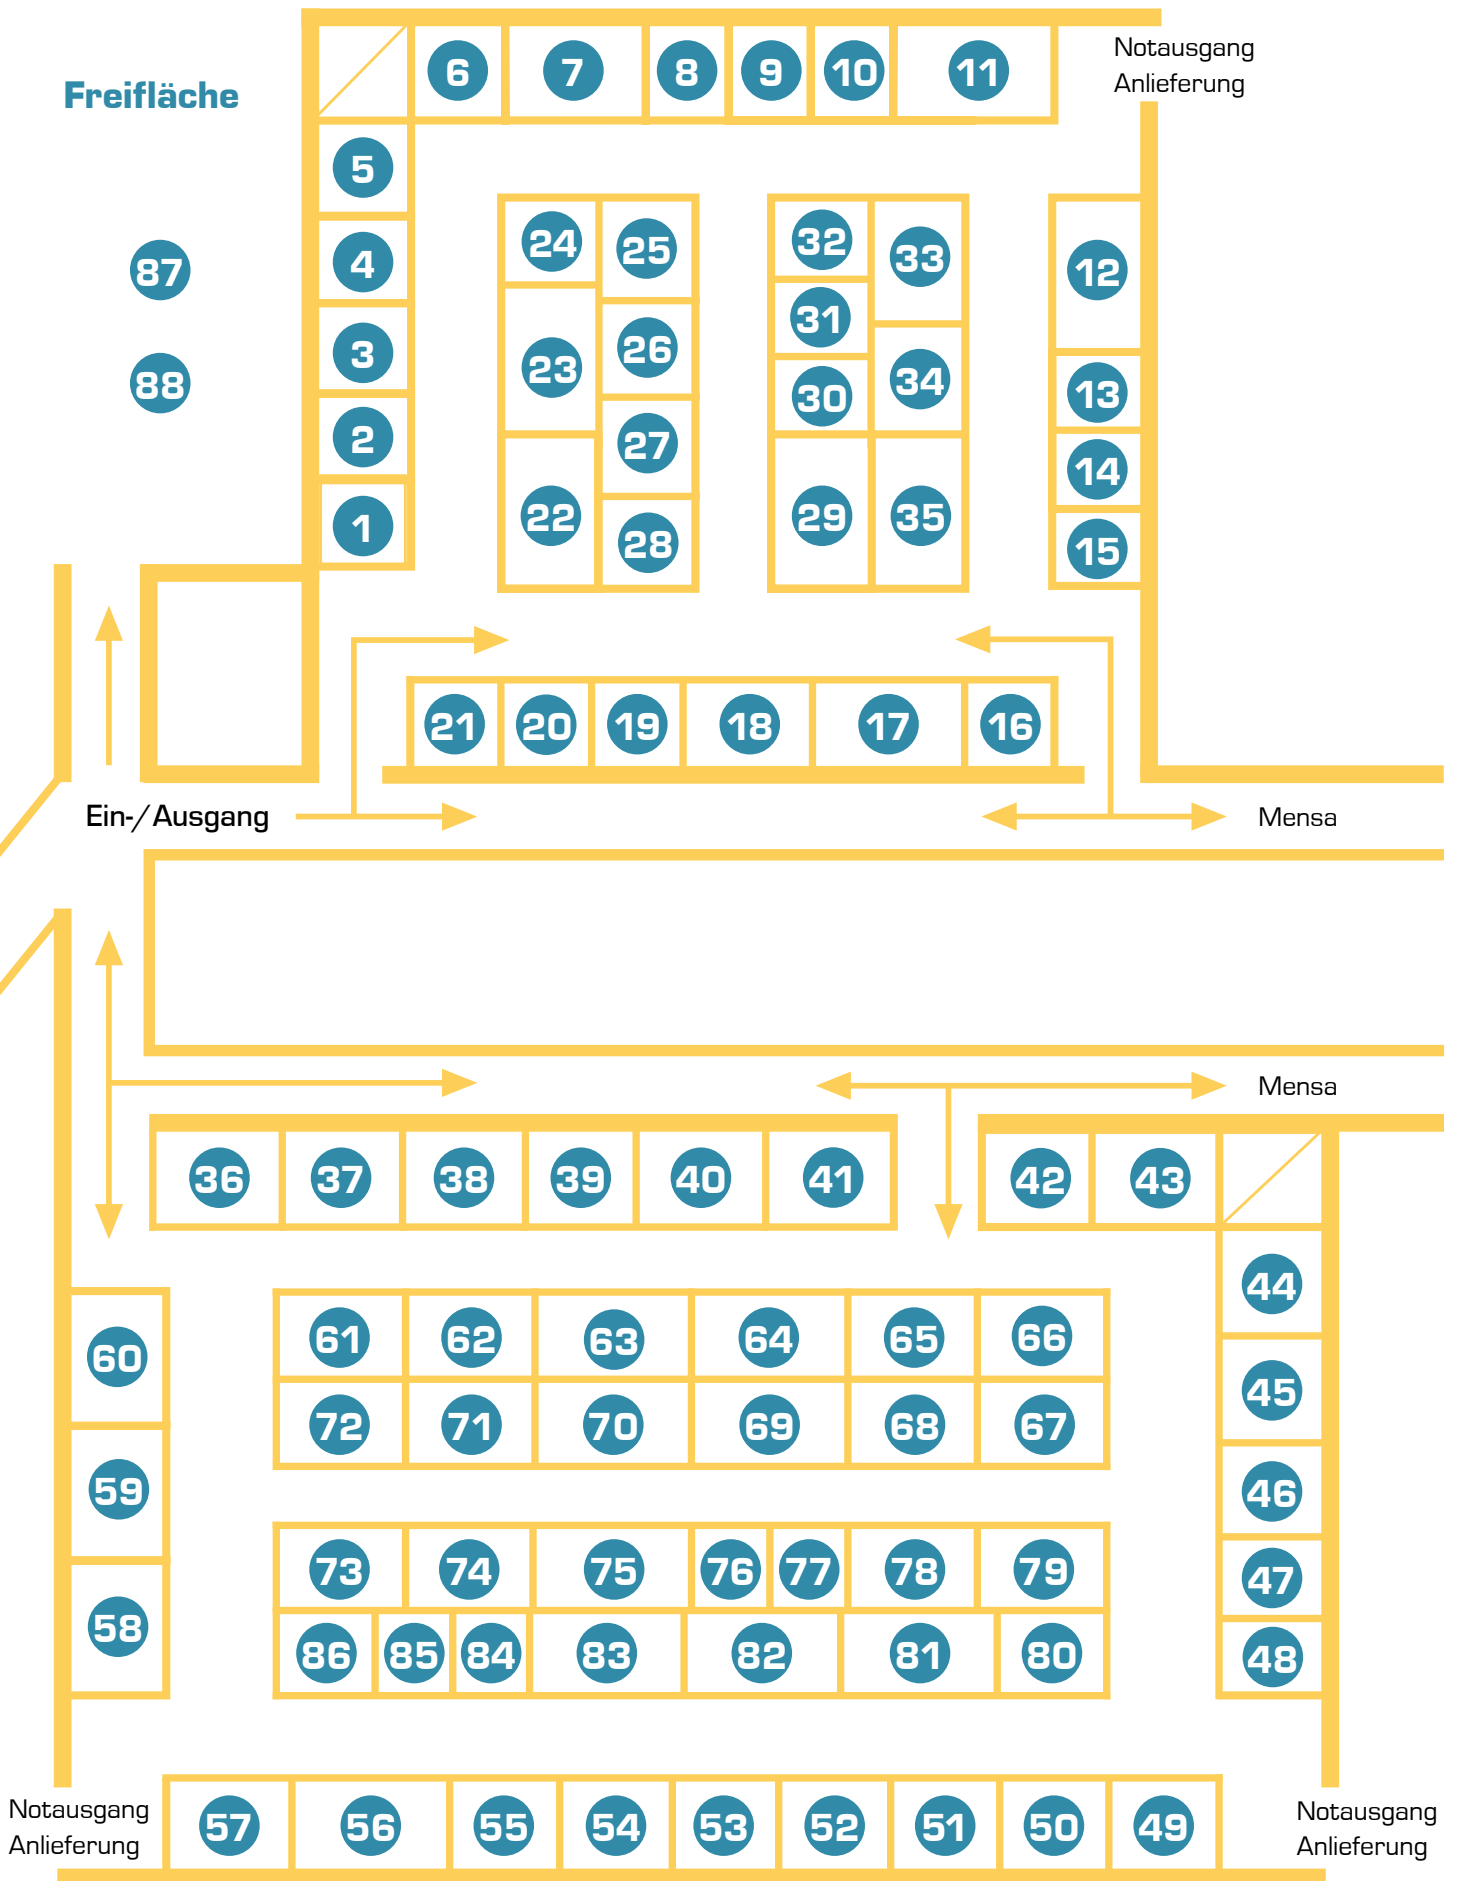 6 7 8 9 10 11
Notausgang
Anlieferung
Freifläche
5
4
3
2
1
87
88
24 25
23 26
22 27
28
32 33
31
30 34
29 35
12
13
14
15
21 20 19 18 17 16
Ein-/Ausgang
Mensa
Mensa
36 37 38 39 40 41 42 43
44
45
46
47
48
60
59
58
61 62 63 64 65 66
72 71 70 69 68 67
73 74 75 76 77 78 79
86 85 84 83 82 81 80
Notausgang
Anlieferung
57 56 55 54 53 52 51 50 49
Notausgang
Anlieferung